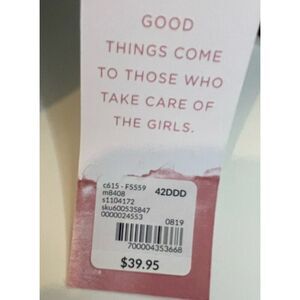 GOOD
THINGS COME
TO THOSE WHO
TAKE CARE OF
THE GIRLS.
c615 - F5559 42DDD
m8408
s1104172
sku600535847
0000024553
0819
700004353668
$39.95